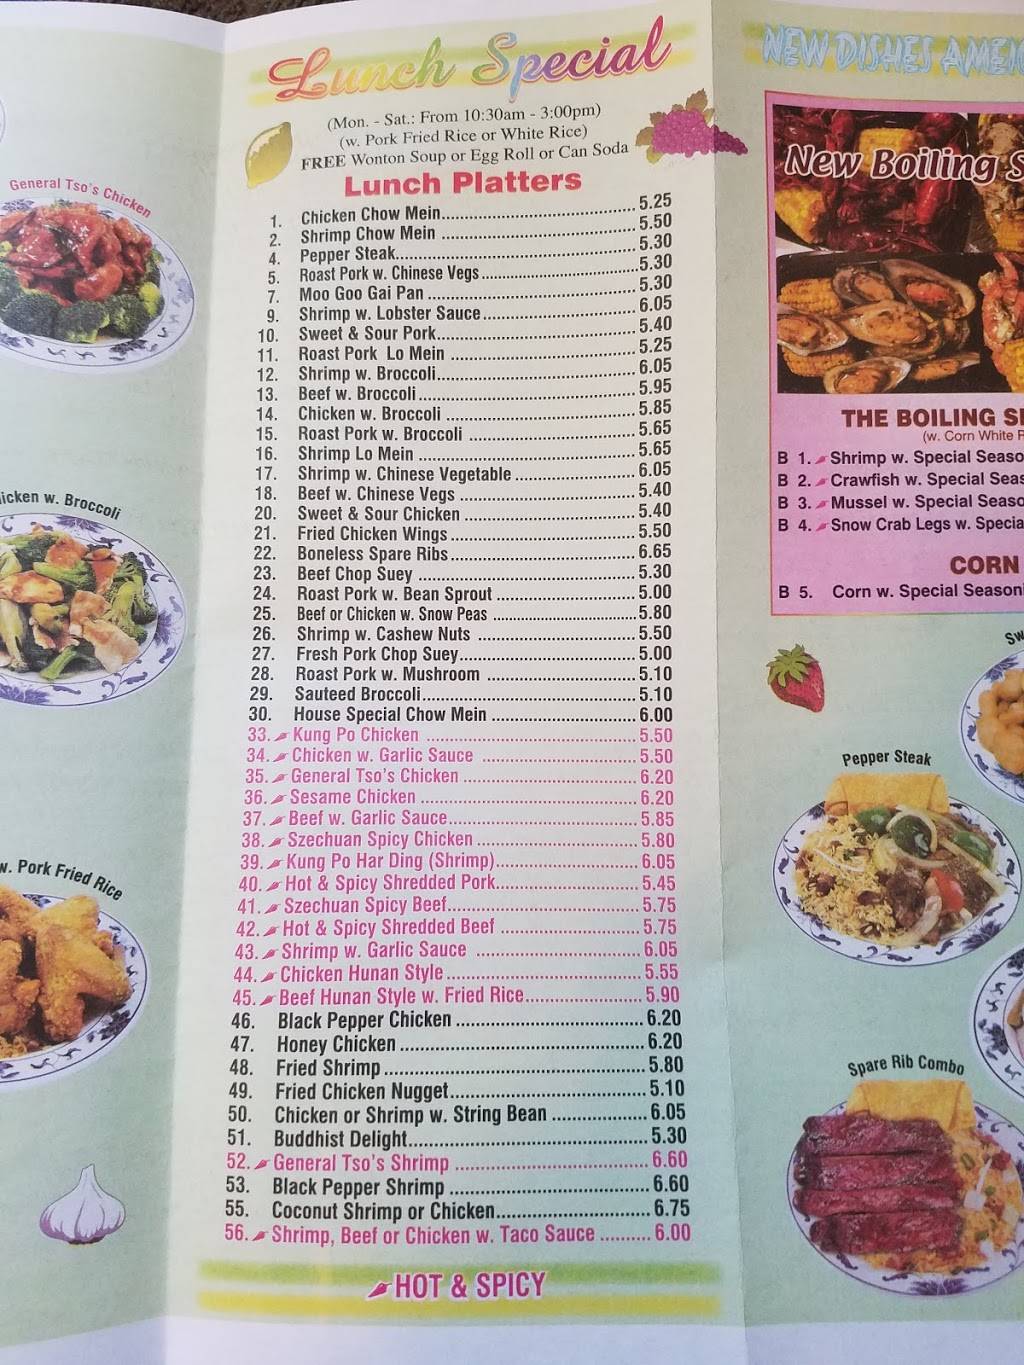 General Tso's Chicken
w. Broccoli
w. Pork Fried Rice
Lunch Special
(Mon. - Sat.: From 10:30am - 3:00pm)
(w. Pork Fried Rice or White Rice)
FREE Wonton Soup or Egg Roll or Can Soda
Lunch Platters
1. Chicken Chow Mein 5.25
2. Shrimp Chow Mein 5.50
4. Pepper Steak 5.30
5. Roast Pork w. Chinese Vegs 5.30
7. Moo Goo Gai Pan 5.30
9. Shrimp w. Lobster Sauce 6.05
10. Sweet & Sour Pork 5.40
11. Roast Pork Lo Mein 5.25
12. Shrimp w. Broccoli 6.05
13. Beef w. Broccoli 5.95
14. Chicken w. Broccoli 5.85
15. Roast Pork w. Broccoli 5.65
16. Shrimp Lo Mein 5.65
17. Shrimp w. Chinese Vegetable 6.05
18. Beef w. Chinese Vegs 5.40
20. Sweet & Sour Chicken 5.40
21. Fried Chicken Wings 5.50
22. Boneless Spare Ribs 6.65
23. Beef Chop Suey 5.30
24. Roast Pork w. Bean Sprout 5.00
25. Beef or Chicken w. Snow Peas 5.80
26. Shrimp w. Cashew Nuts 5.50
27. Fresh Pork Chop Suey 5.00
28. Roast Pork w. Mushroom 5.10
29. Sauteed Broccoli 5.10
30. House Special Chow Mein 6.00
33. Kung Po Chicken 5.50
34. Chicken w. Garlic Sauce 5.50
35. General Tso's Chicken 6.20
36. Sesame Chicken 6.20
37. Beef w. Garlic Sauce 5.85
38. Szechuan Spicy Chicken 5.80
39. Kung Po Har Ding (Shrimp) 6.05
40. Hot & Spicy Shredded Pork 5.45
41. Szechuan Spicy Beef 5.75
42. Hot & Spicy Shredded Beef 5.75
43. Shrimp w. Garlic Sauce 6.05
44. Chicken Hunan Style 5.55
45. Beef Hunan Style w. Fried Rice 5.90
46. Black Pepper Chicken 6.20
47. Honey Chicken 6.20
48. Fried Shrimp 5.80
49. Fried Chicken Nugget 5.10
50. Chicken or Shrimp w. String Bean 6.05
51. Buddhist Delight 5.30
52. General Tso's Shrimp 6.60
53. Black Pepper Shrimp 6.60
55. Coconut Shrimp or Chicken 6.75
56. Shrimp, Beef or Chicken w. Taco Sauce 6.00
HOT & SPICY
NEW DISHES
New Boiling
THE BOILING
(w. Corn White
B 1. Shrimp w. Special
B 2. Crawfish w. Special
B 3. Mussel w. Special
B 4. Snow Crab Legs w.
CORN
B 5. Corn w. Special
Pepper Steak
Spare Rib Combo